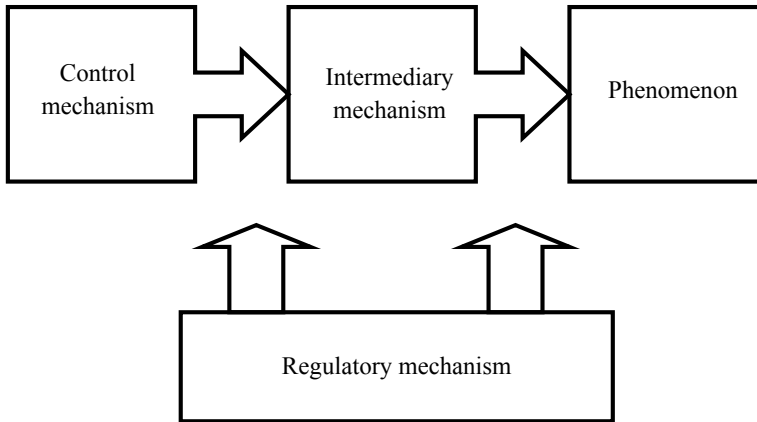 Control
mechanism
Intermediary
mechanism
Phenomenon
Regulatory mechanism